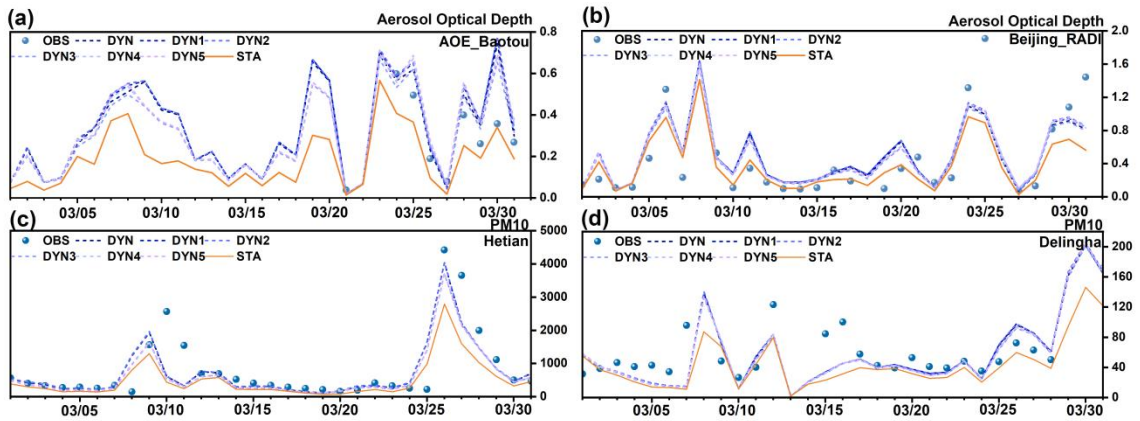 (a) Aerosol Optical Depth
OBS DYN DYN1 DYN2
AOE_Baotou
DYN3 DYN4 DYN5 STA
0.8
0.6
0.4
0.2
0.0
03/05 03/10 03/15 03/20 03/25 03/30
(b) Aerosol Optical Depth
OBS DYN DYN1 DYN2
Beijing_RADI
DYN3 DYN4 DYN5 STA
2.0
1.6
1.2
0.8
0.4
0.0
03/05 03/10 03/15 03/20 03/25 03/30
(c) PM10
OBS DYN DYN1 DYN2
Hetian
DYN3 DYN4 DYN5 STA
5000
4000
3000
2000
1000
0
03/05 03/10 03/15 03/20 03/25 03/30
(d) PM10
OBS DYN DYN1 DYN2
Delingha
DYN3 DYN4 DYN5 STA
200
160
120
80
40
0
03/05 03/10 03/15 03/20 03/25 03/30